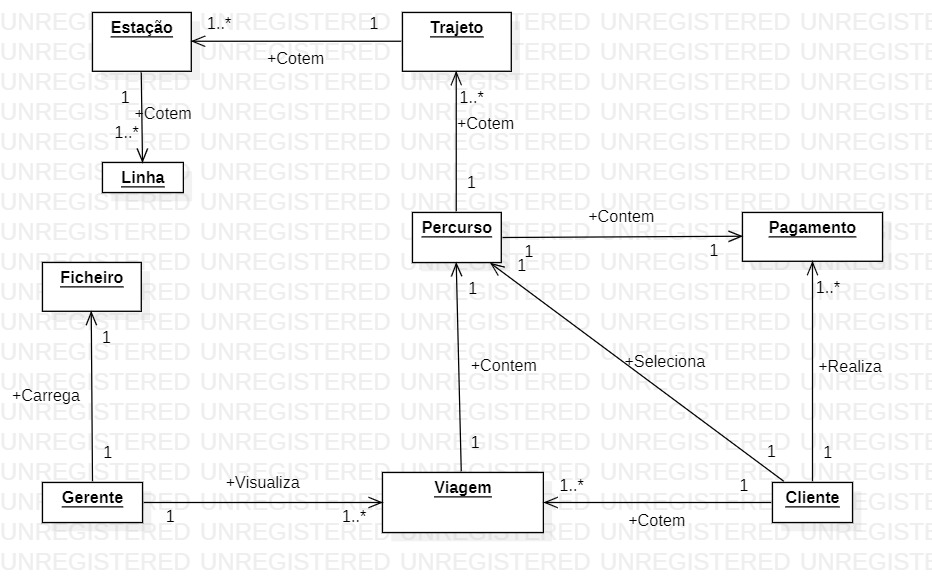 Estação
1..*
1
Trajeto
+Cotem
1
+Cotem
1..*
1..*
+Cotem
Linha
1
Percurso
+Contem
Pagamento
1
1
1
Ficheiro
1
1..*
1
+Carrega
+Contem
+Seleciona
+Realiza
1
1
1
1
Gerente
+Visualiza
Viagem
1..*
1
Cliente
1
1..*
+Cotem
UNREGISTERED